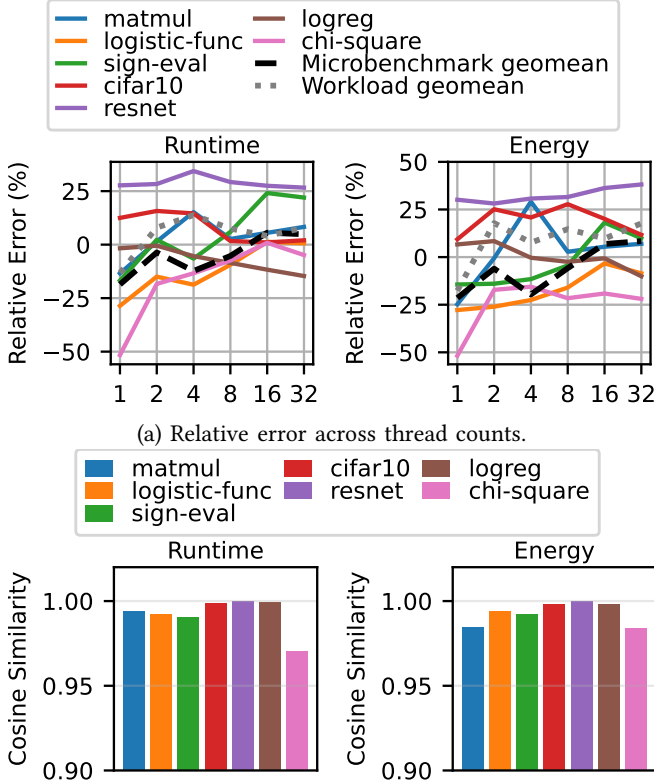 matmul
logistic-func
sign-eval
cifar10
resnet
logreg
chi-square
Microbenchmark geomean
Workload geomean
Runtime
Relative Error (%)
25
0
−25
−50
1 2 4 8 16 32
Energy
Relative Error (%)
50
25
0
−25
−50
1 2 4 8 16 32
(a) Relative error across thread counts.
matmul
logistic-func
sign-eval
cifar10
resnet
logreg
chi-square
Runtime
Cosine Similarity
1.00
0.95
0.90
Energy
Cosine Similarity
1.00
0.95
0.90